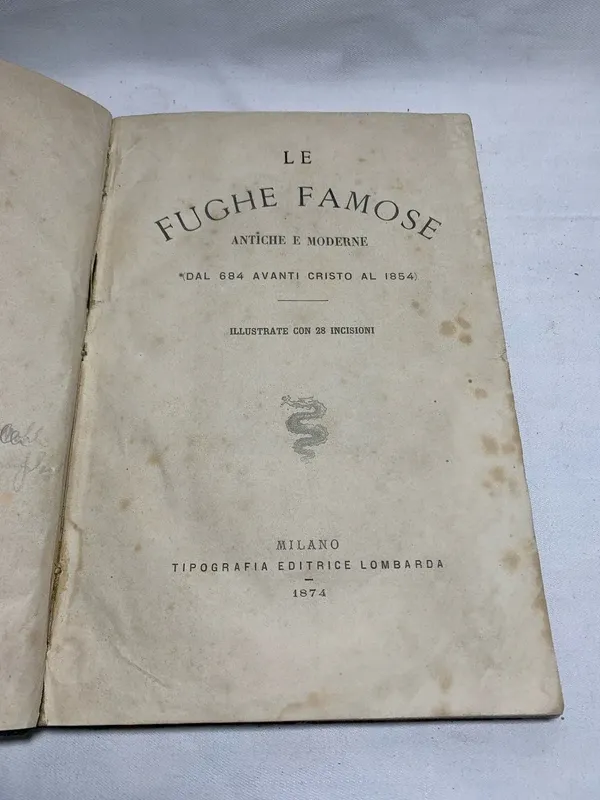 LE
FUGHE FAMOSE
ANTICHE E MODERNE
(DAL 684 AVANTI CRISTO AL 1854)
ILLUSTRATE CON 28 INCISIONI
MILANO
TIPOGRAFIA EDITRICE LOMBARDA
1874